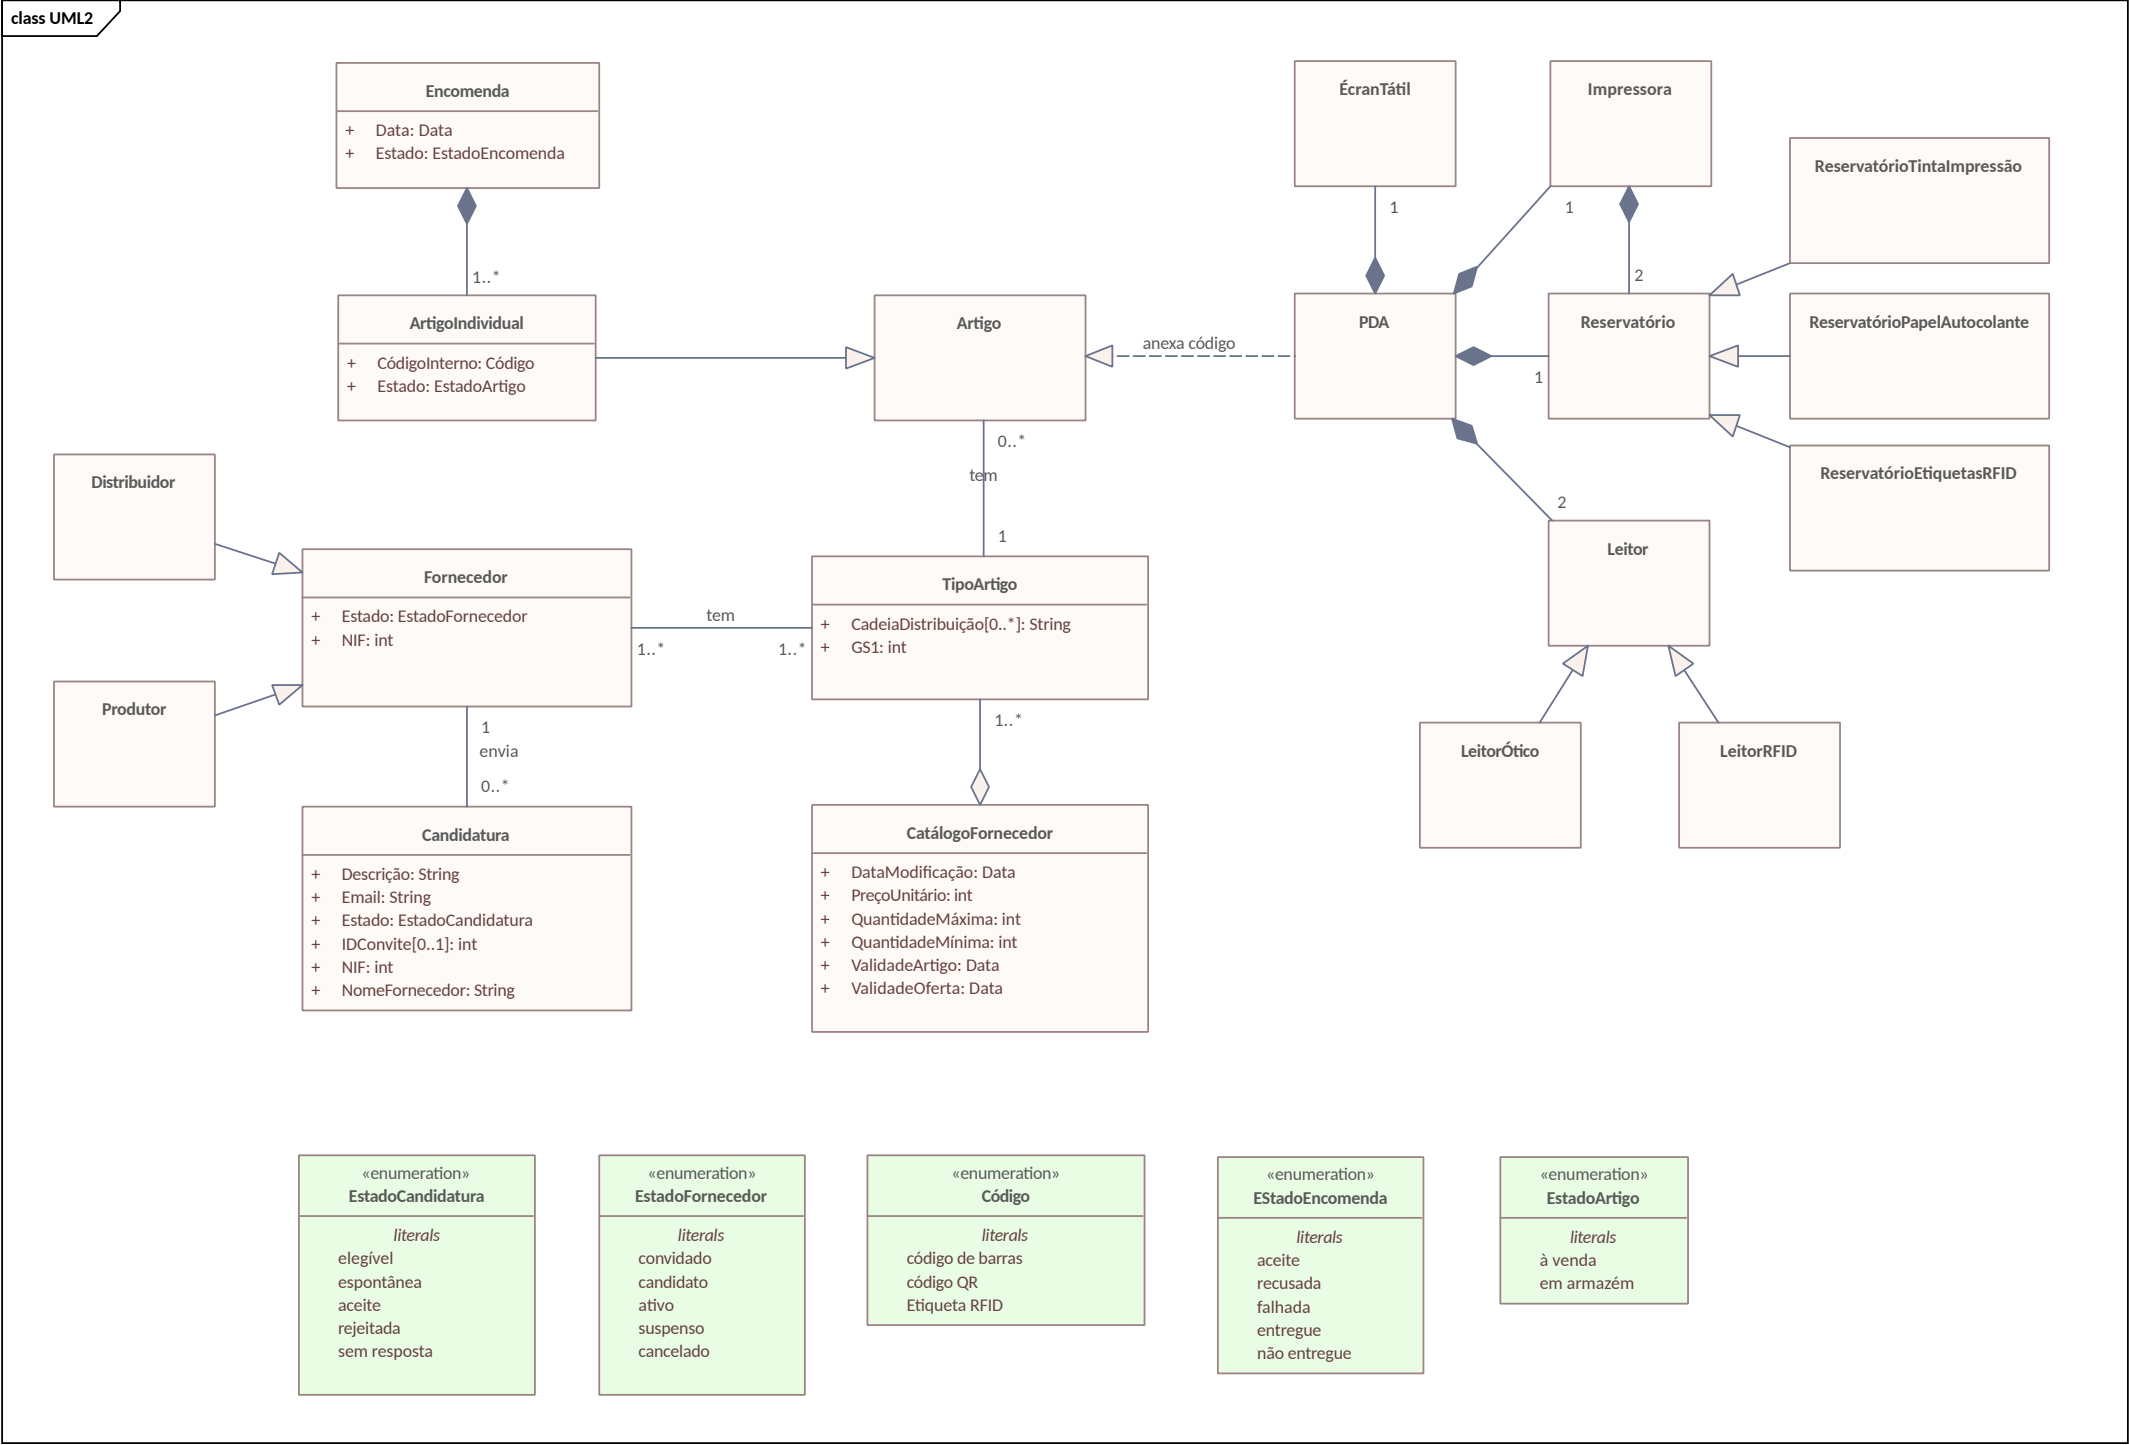 class UML2
Encomenda
+ Data: Data
+ Estado: EstadoEncomenda
1..*
ArtigoIndividual
+ CódigoInterno: Código
+ Estado: EstadoArtigo
Artigo
anexa código
ÉcranTátil
1
Impressora
1
2
PDA
1
2
Reservatório
ReservatórioTintaImpressão
ReservatórioPapelAutocolante
ReservatórioEtiquetasRFID
Leitor
LeitorÓtico
LeitorRFID
0..*
tem
1
Distribuidor
Produtor
Fornecedor
+ Estado: EstadoFornecedor
+ NIF: int
tem
1..*
1..*
TipoArtigo
+ CadeiaDistribuição[0..*]: String
+ GS1: int
1
envia
0..*
1..*
Candidatura
+ Descrição: String
+ Email: String
+ Estado: EstadoCandidatura
+ IDConvite[0..1]: int
+ NIF: int
+ NomeFornecedor: String
CatálogoFornecedor
+ DataModificação: Data
+ PreçoUnitário: int
+ QuantidadeMáxima: int
+ QuantidadeMínima: int
+ ValidadeArtigo: Data
+ ValidadeOferta: Data
«enumeration»
EstadoCandidatura
literals
elegível
espontânea
aceite
rejeitada
sem resposta
«enumeration»
EstadoFornecedor
literals
convidado
candidato
ativo
suspenso
cancelado
«enumeration»
Código
literals
código de barras
código QR
Etiqueta RFID
«enumeration»
EStadoEncomenda
literals
aceite
recusada
falhada
entregue
não entregue
«enumeration»
EstadoArtigo
literals
à venda
em armazém